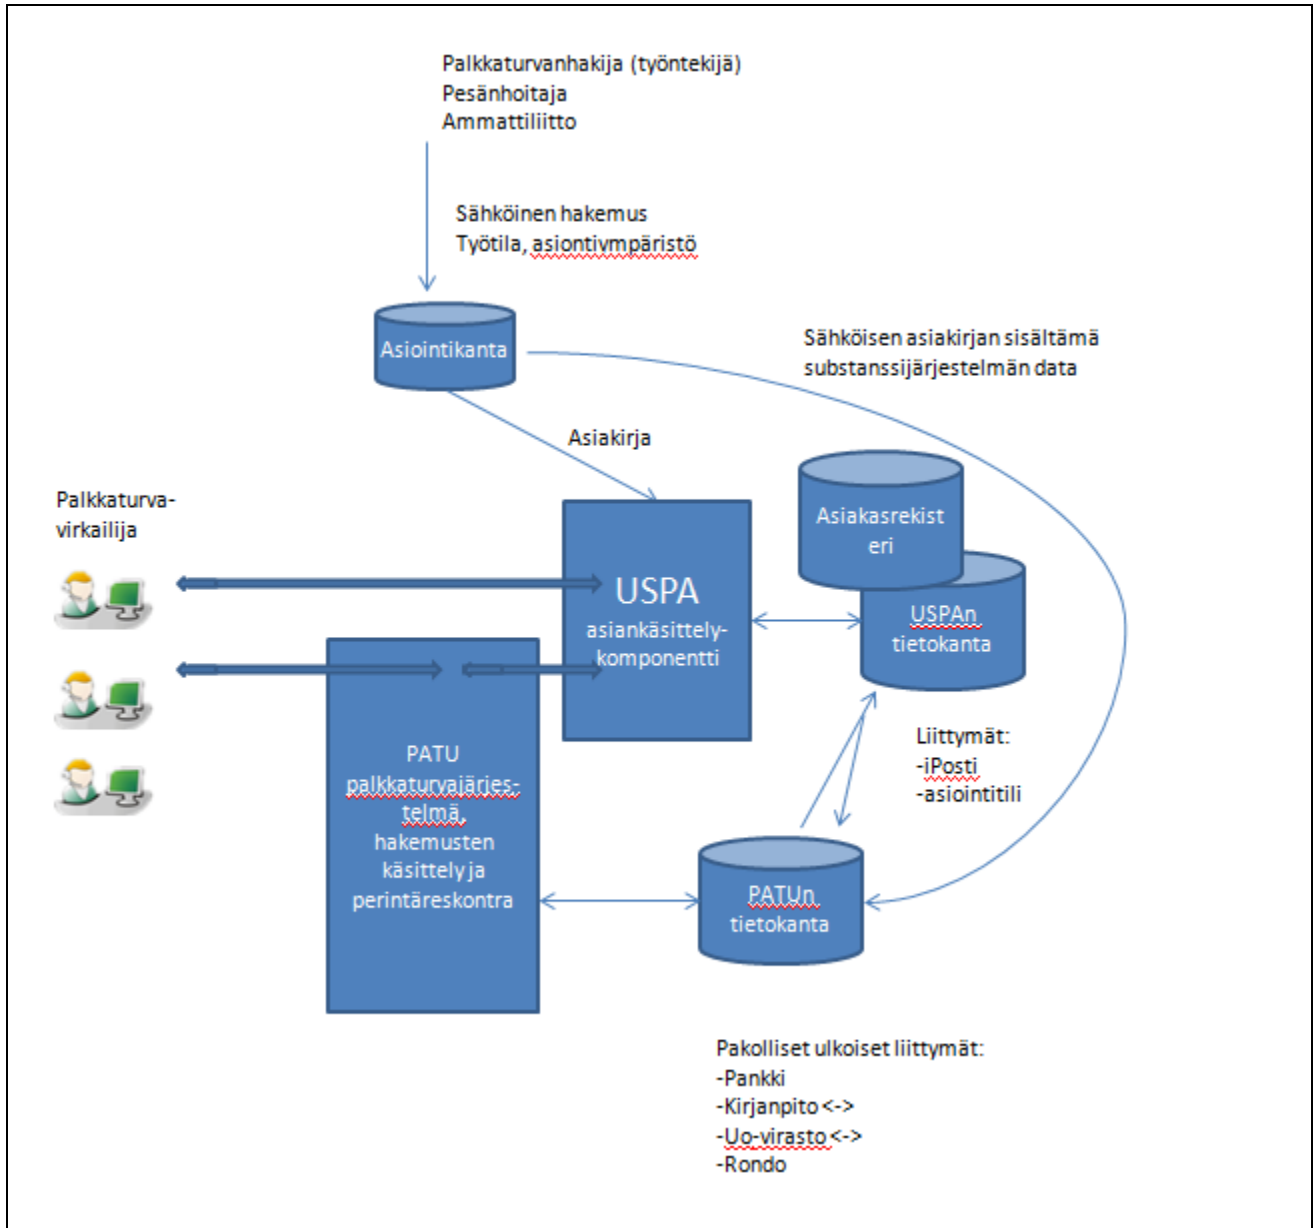 Palkkaturvanhakija (työntekijä)
Pesänhoitaja
Ammattiliitto
Sähköinen hakemus
Työtila, asiontiympäristö
Asiointikanta
Sähköisen asiakirjan sisältämä
substanssijärjestelmän data
Asiakirja
Palkkaturva-
virkailija
Asiakasrekist
eri
USPA
asiankäsittely-
komponentti
USPAn
tietokanta
PATU
palkkaturvajärjes-
telmä,
hakemusten
käsittely ja
perintäreskontra
Liittymät:
-iPosti
-asiointitili
PATUn
tietokanta
Pakolliset ulkoiset liittymät:
-Pankki
-Kirjanpito <->
-Uo-virasto <->
-Rondo